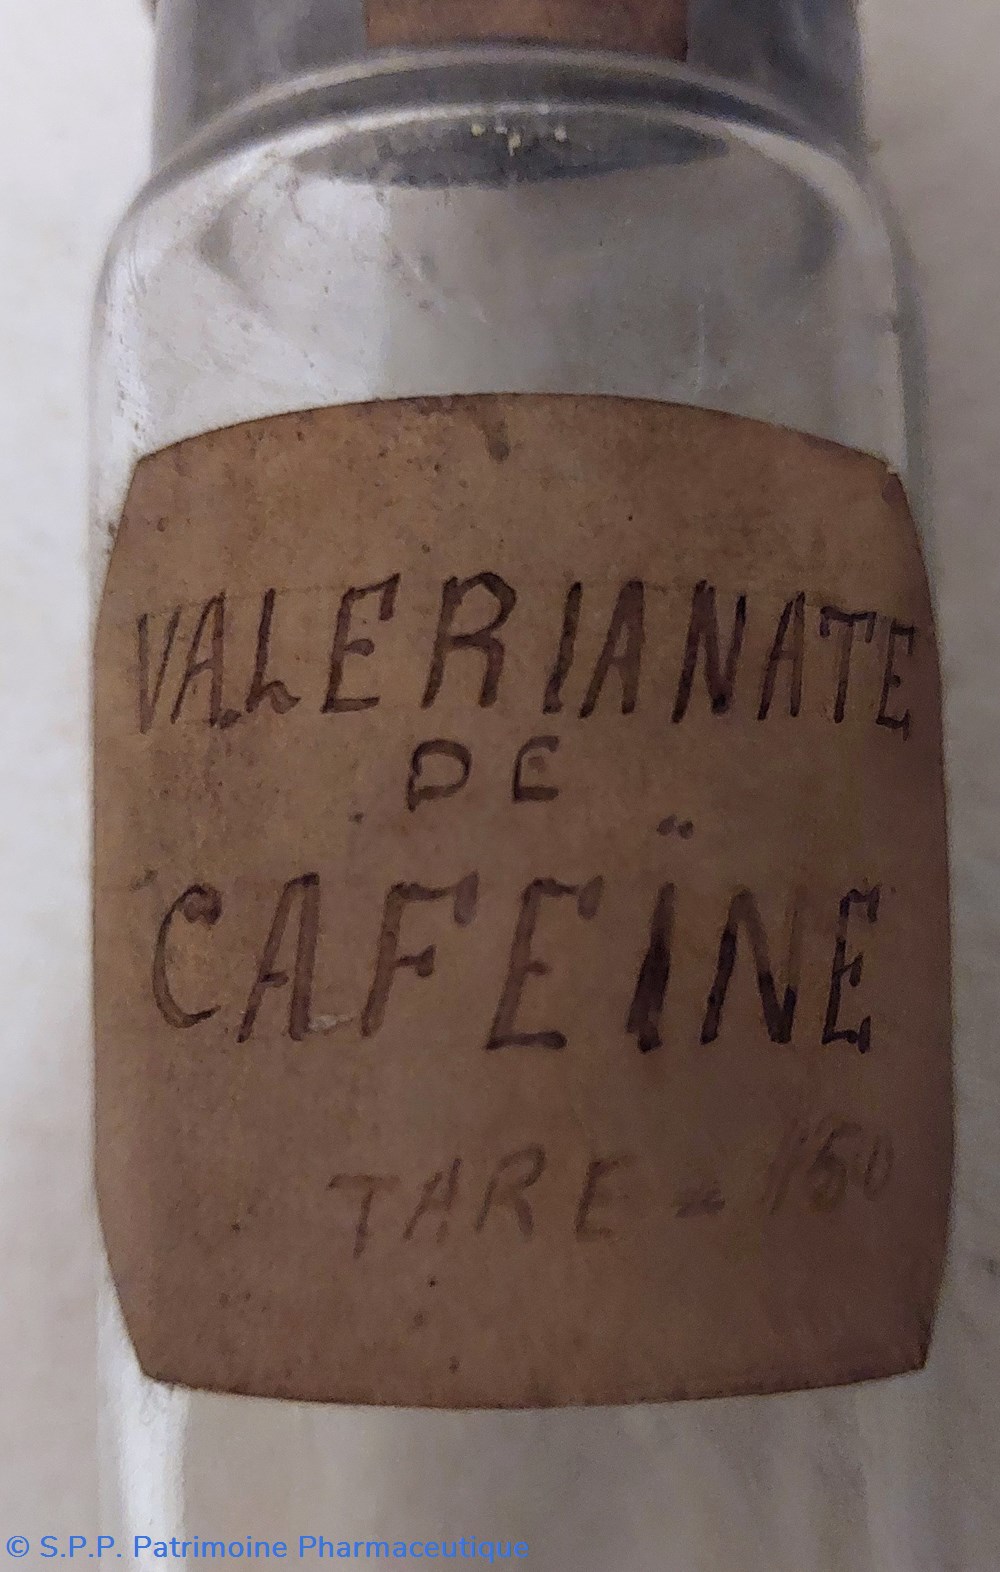 VALERIANATE
DE
CAFEÏNE
TARE = 150
© S.P.P. Patrimoine Pharmaceutique